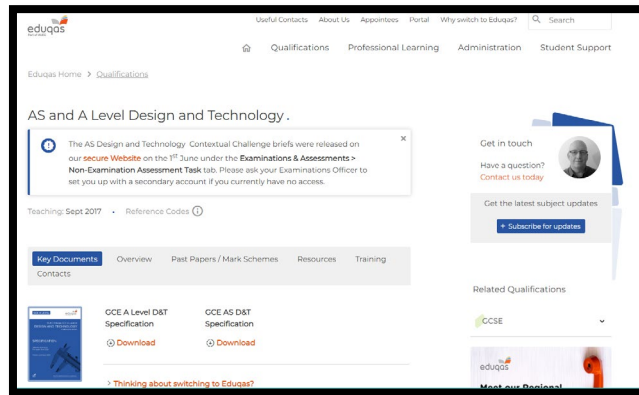 Useful Contacts About Us Appointees Portal Why switch to Eduqas? Search
eduqas
Qualifications Professional Learning Administration Student Support
Eduqas Home > Qualifications
AS and A Level Design and Technology .
The AS Design and Technology Contextual Challenge briefs were released on
our secure Website on the 1st June under the Examinations & Assessments >
Non-Examination Assessment Task tab. Please ask your Examinations Officer to
set you up with a secondary account if you currently have no access.
Teaching: Sept 2017 • Reference Codes
Get in touch
Have a question?
Contact us today
Get the latest subject updates
+ Subscribe for updates
Key Documents Overview Past Papers / Mark Schemes Resources Training
Contacts
GCE A Level D&T
Specification
Download
GCE AS D&T
Specification
Download
> Thinking about switching to Eduqas?
Related Qualifications
GCSE
eduqas
Meet our Regional